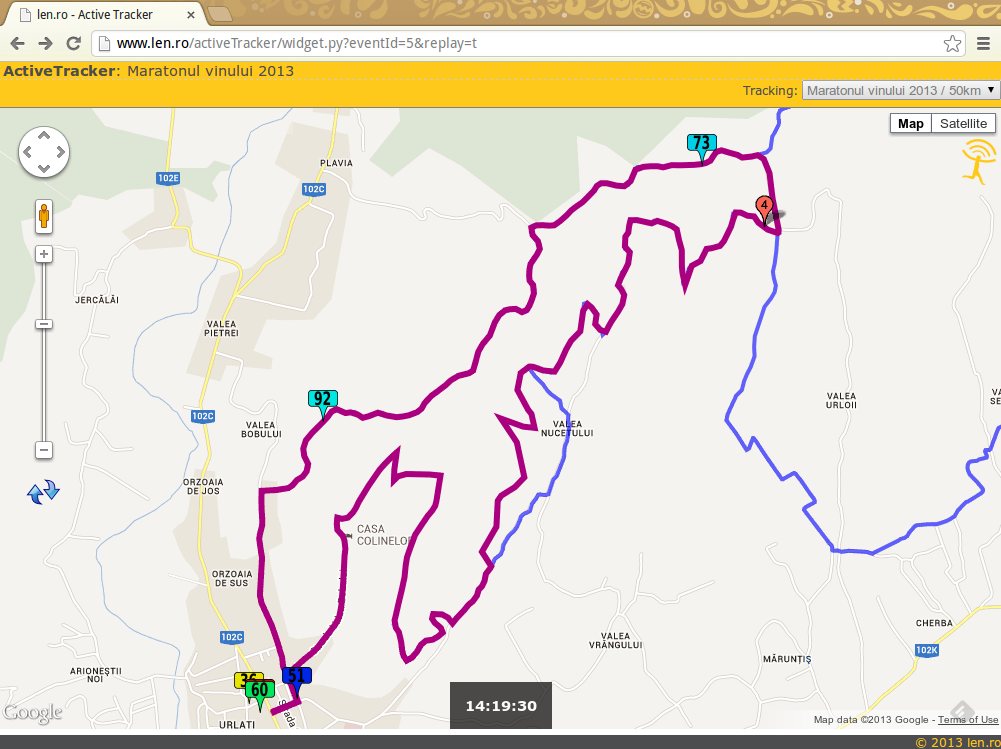 len.ro - Active Tracker
www.len.ro/activeTracker/widget.py?eventId=5&replay=t
ActiveTracker: Maratonul vinului 2013
Tracking: Maratonul vinului 2013 / 50km
Map Satellite
73
PLAVIA
102E
102C
4
JERCĂLĂI
VALEA
PIETREI
92
102C
VALEA
BOBULUI
VALEA
NUCETULUI
VALEA
URLOII
VA
SE
ORZOAIA
DE JOS
CASA
COLINELOR
ORZOAIA
DE SUS
102C
CHERBA
VALEA
VRÂNGULUI
102K
MĂRUNȚIȘ
ARIONEȘTII
NOI
36
51
60
Strada
URLATI
14:19:30
Google
Map data ©2013 Google - Terms of Use
© 2013 len.ro